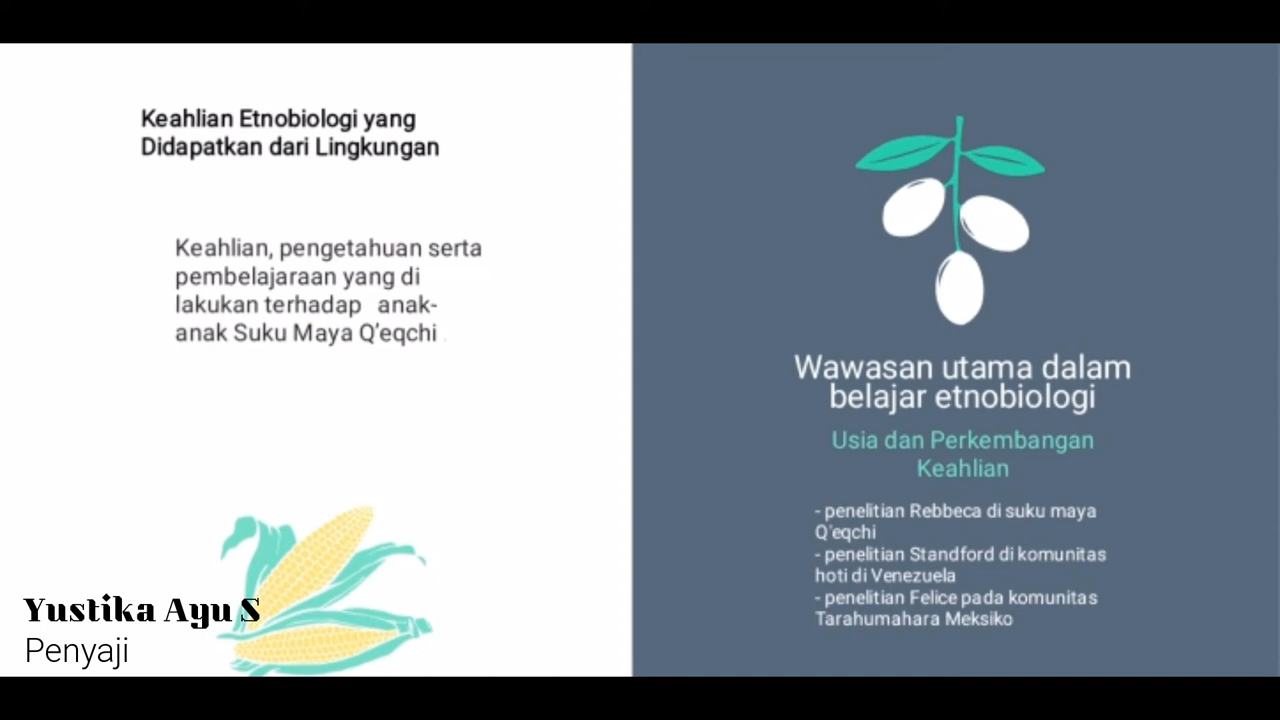 Keahlian Etnobiologi yang
Didapatkan dari Lingkungan
Keahlian, pengetahuan serta
pembelajaraan yang di
lakukan terhadap anak-
anak Suku Maya Q'eqchi
Yustika Ayu S
Penyaji
Wawasan utama dalam
belajar etnobiologi
Usia dan Perkembangan
Keahlian
- penelitian Rebbeca di suku maya
Q'eqchi
- penelitian Standford di komunitas
hoti di Venezuela
- penelitian Felice pada komunitas
Tarahumahara Meksiko